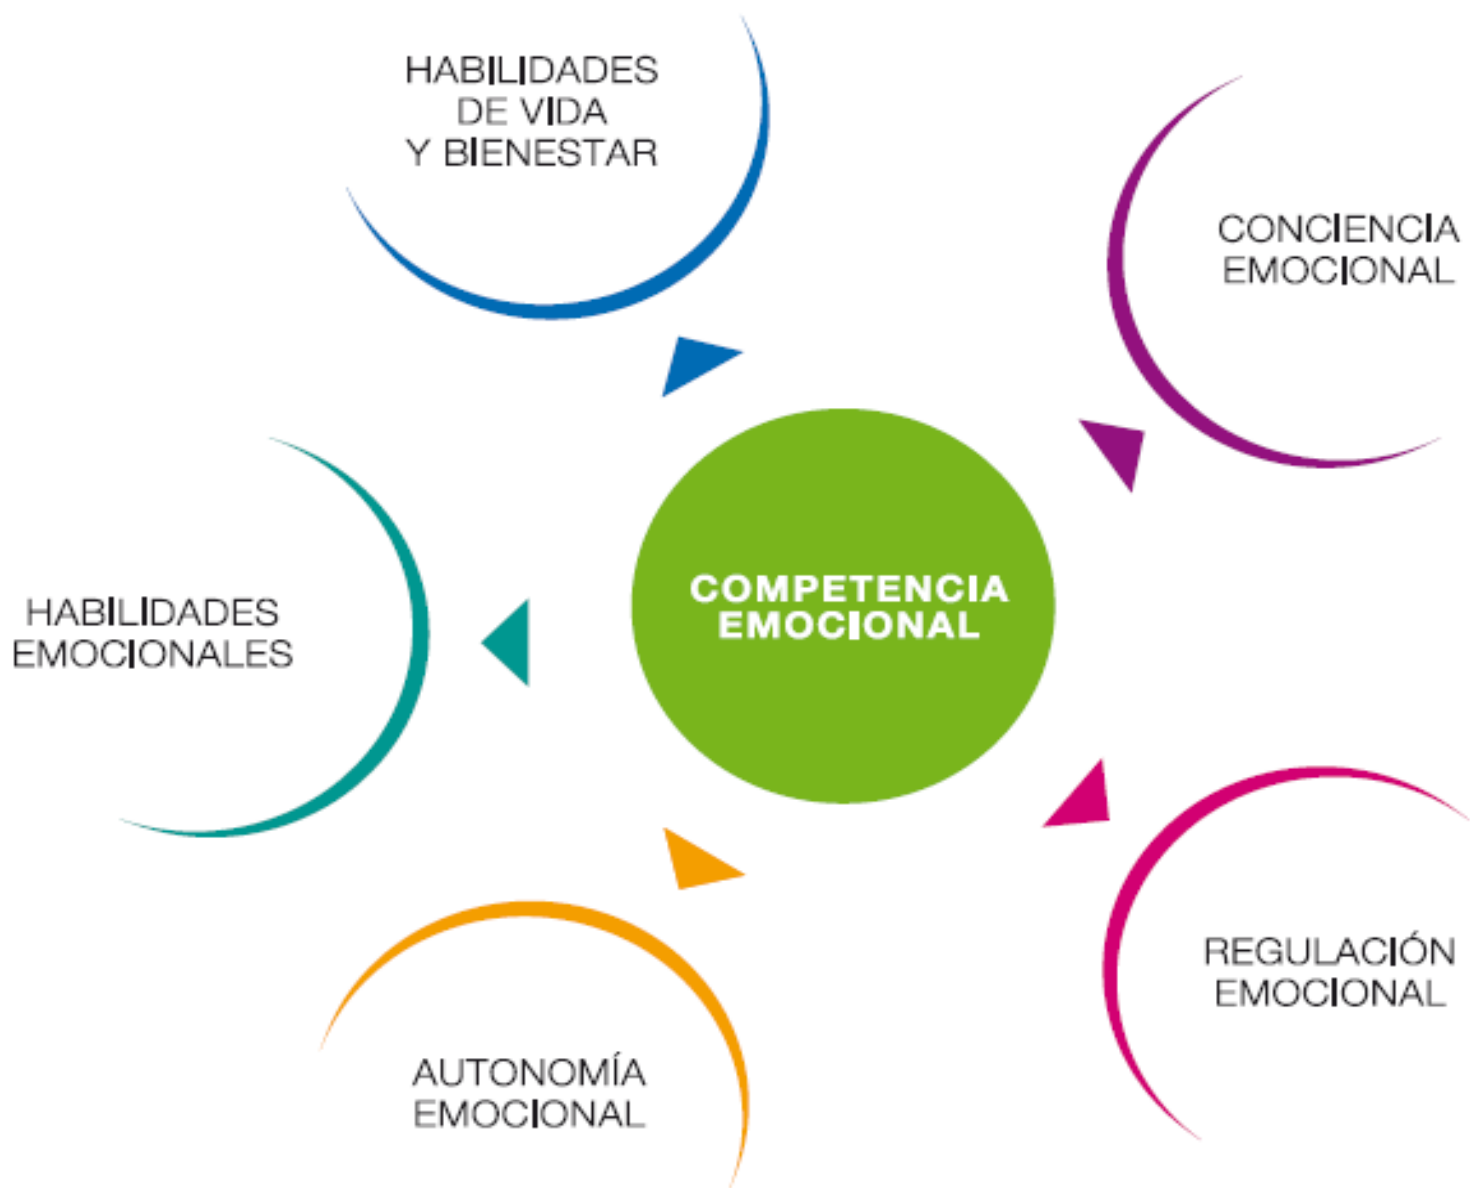 HABILIDADES
DE VIDA
Y BIENESTAR
CONCIENCIA
EMOCIONAL
COMPETENCIA
EMOCIONAL
HABILIDADES
EMOCIONALES
REGULACIÓN
EMOCIONAL
AUTONOMÍA
EMOCIONAL